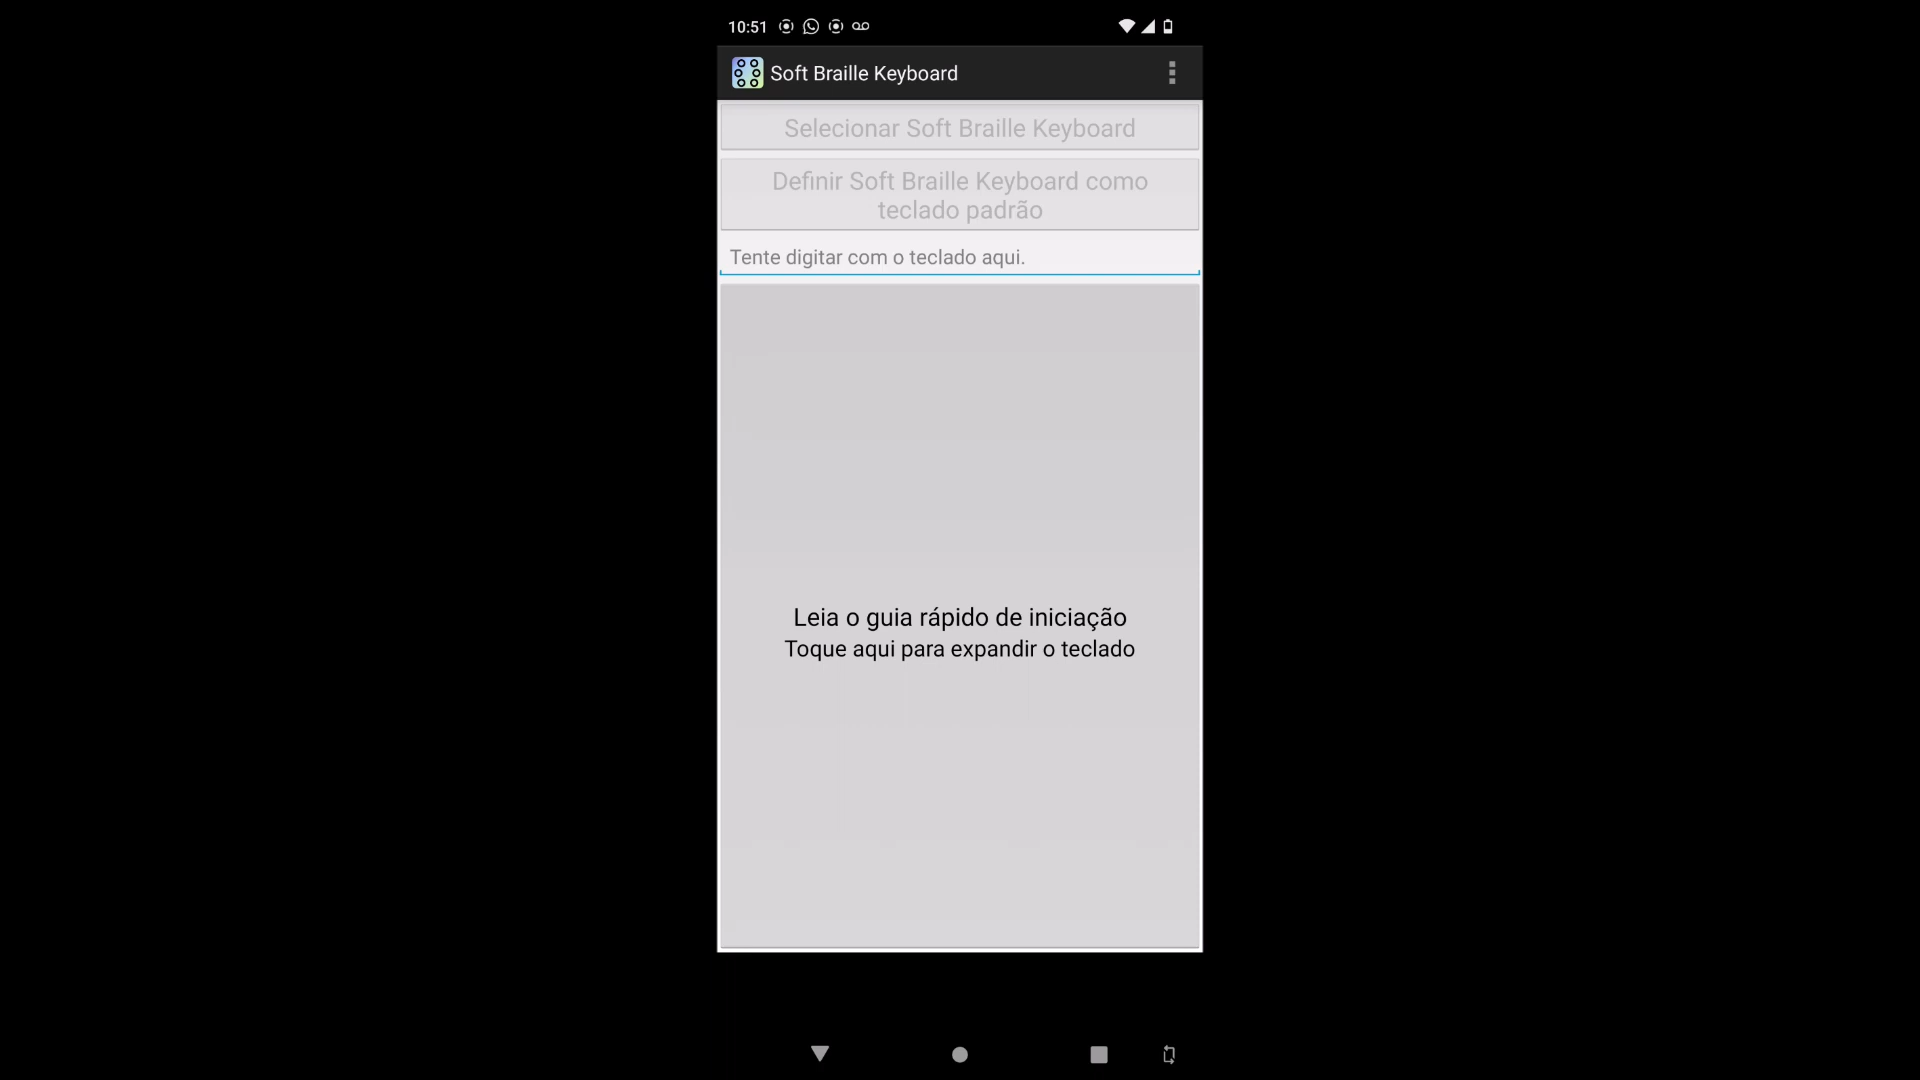 10:51
Soft Braille Keyboard
Selecionar Soft Braille Keyboard
Definir Soft Braille Keyboard como
teclado padrão
Tente digitar com o teclado aqui.
Leia o guia rápido de iniciação
Toque aqui para expandir o teclado